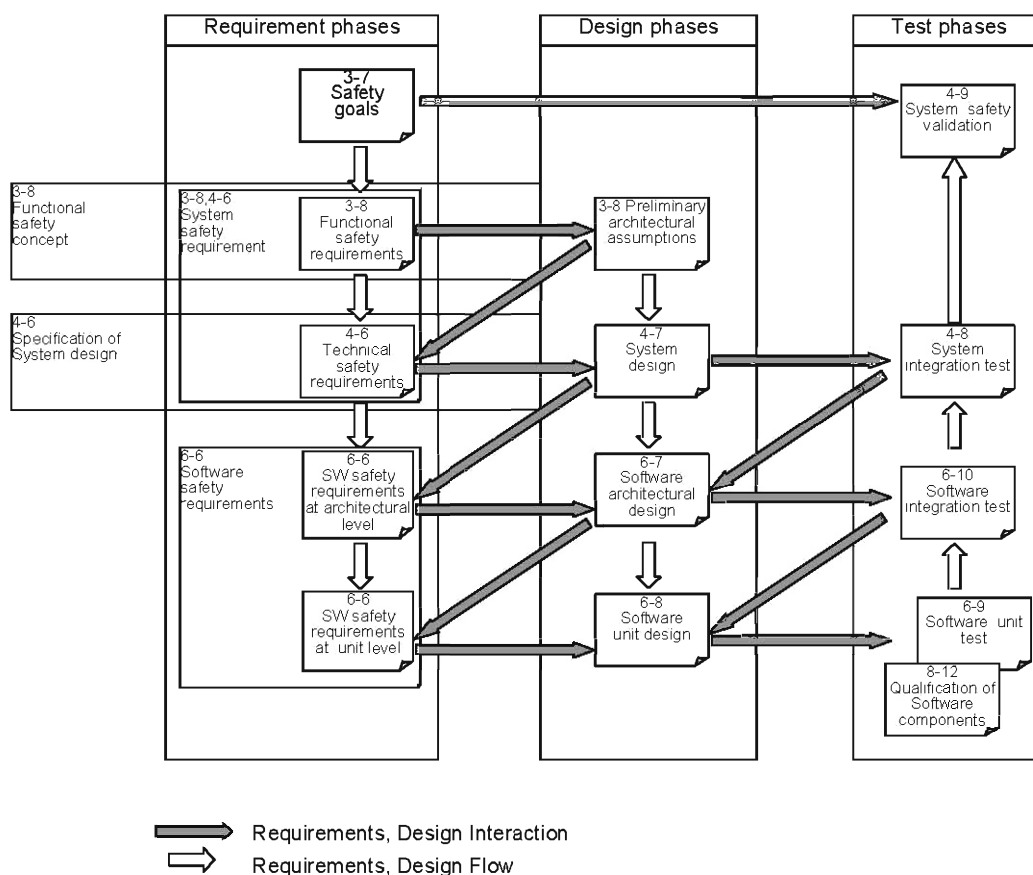 Requirement phases
Design phases
Test phases
3-7
Safety
goals
4-9
System safety
validation
3-8
Functional
safety
concept
3-8,4-6
System
safety
requirement
3-8
Functional
safety
requirements
3-8 Preliminary
architectural
assumptions
4-6
Specification of
System design
4-6
Technical
safety
requirements
4-7
System
design
4-8
System
integration test
6-6
Software
safety
requirements
6-6
SW safety
requirements
at architectural
level
6-7
Software
architectural
design
6-10
Software
integration test
6-6
SW safety
requirements
at unit level
6-8
Software
unit design
6-9
Software unit
test
8-12
Qualification of
Software
components
Requirements, Design Interaction
Requirements, Design Flow